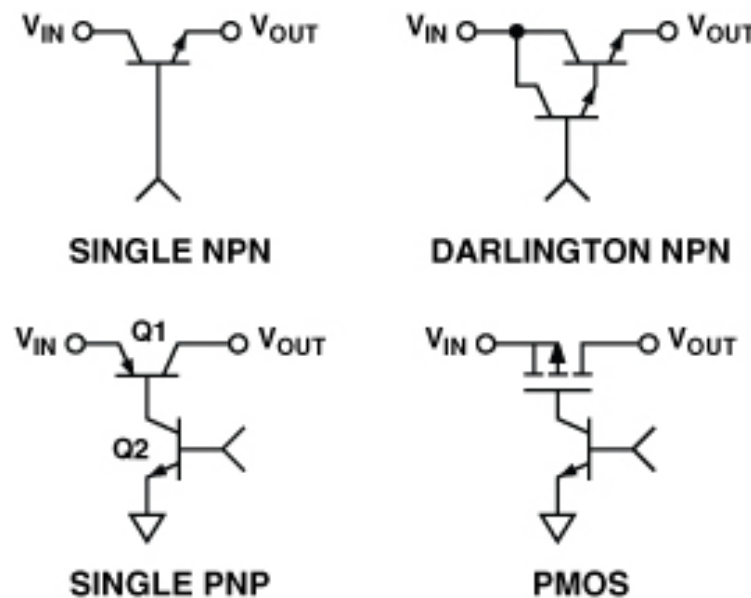 VIN VOUT
VIN VOUT
SINGLE NPN
DARLINGTON NPN
VIN Q1 VOUT
Q2
VIN VOUT
SINGLE PNP
PMOS